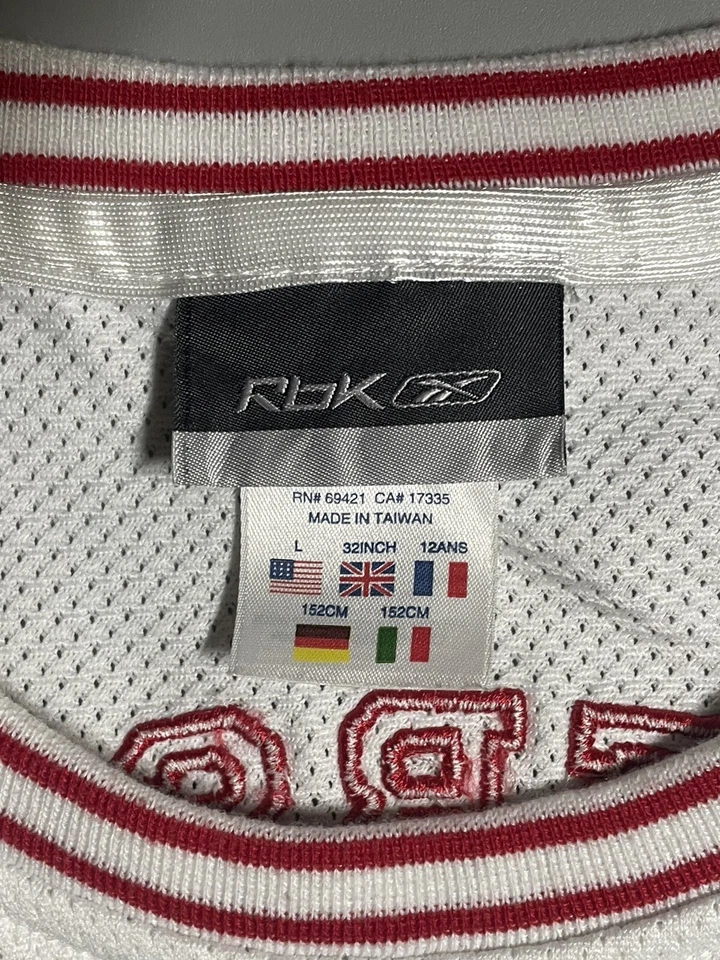 RbK
RN# 69421 CA# 17335
MADE IN TAIWAN
L 32INCH 12ANS
152CM 152CM